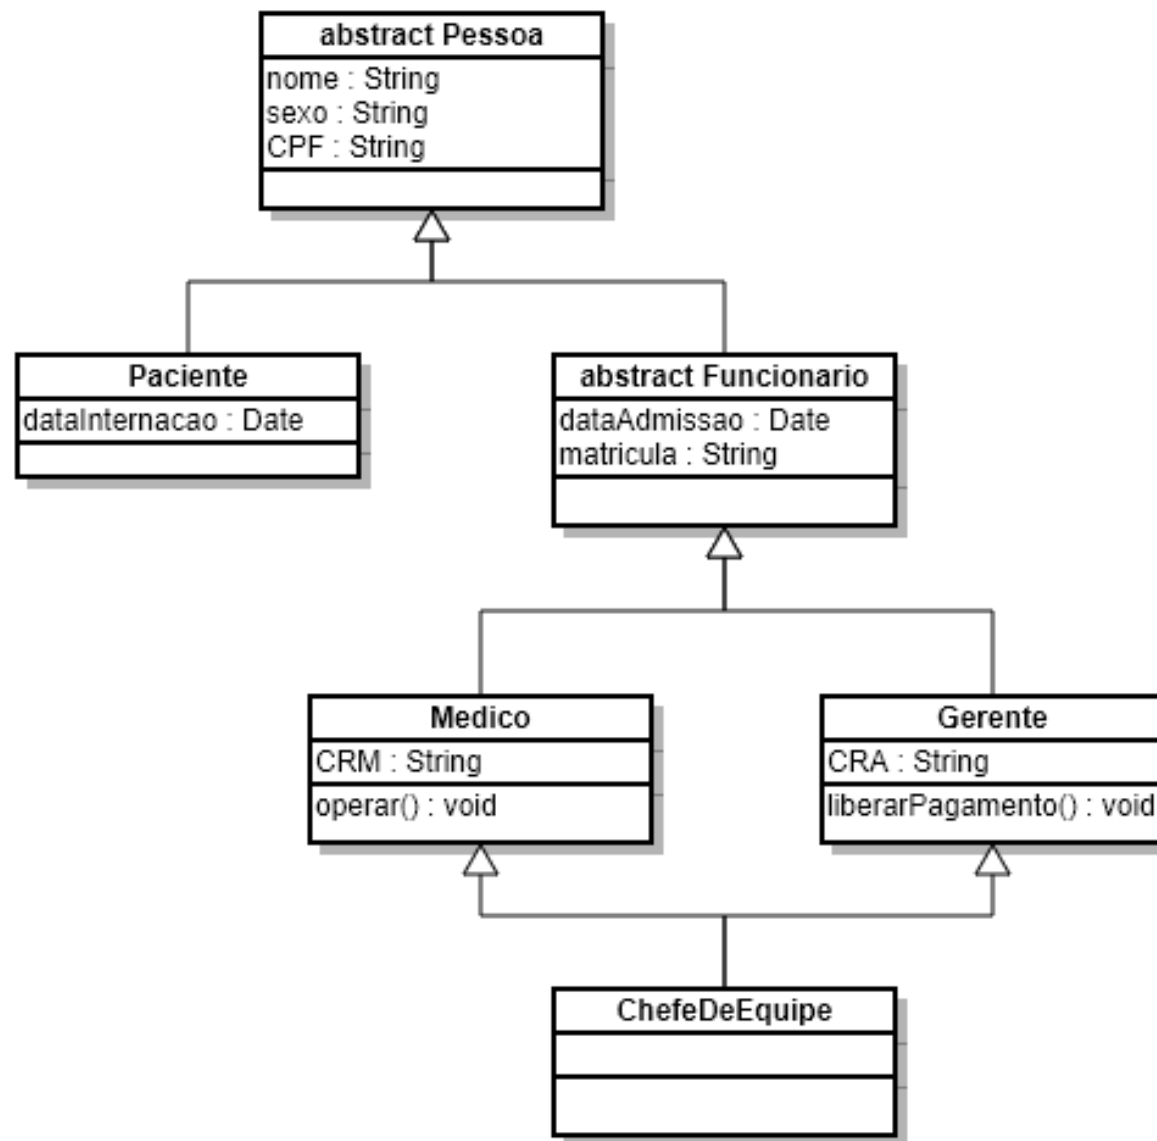 abstract Pessoa
nome : String
sexo : String
CPF : String
Paciente
dataInternacao : Date
abstract Funcionario
dataAdmissao : Date
matricula : String
Medico
CRM : String
operar() : void
Gerente
CRA : String
liberarPagamento() : void
ChefeDeEquipe